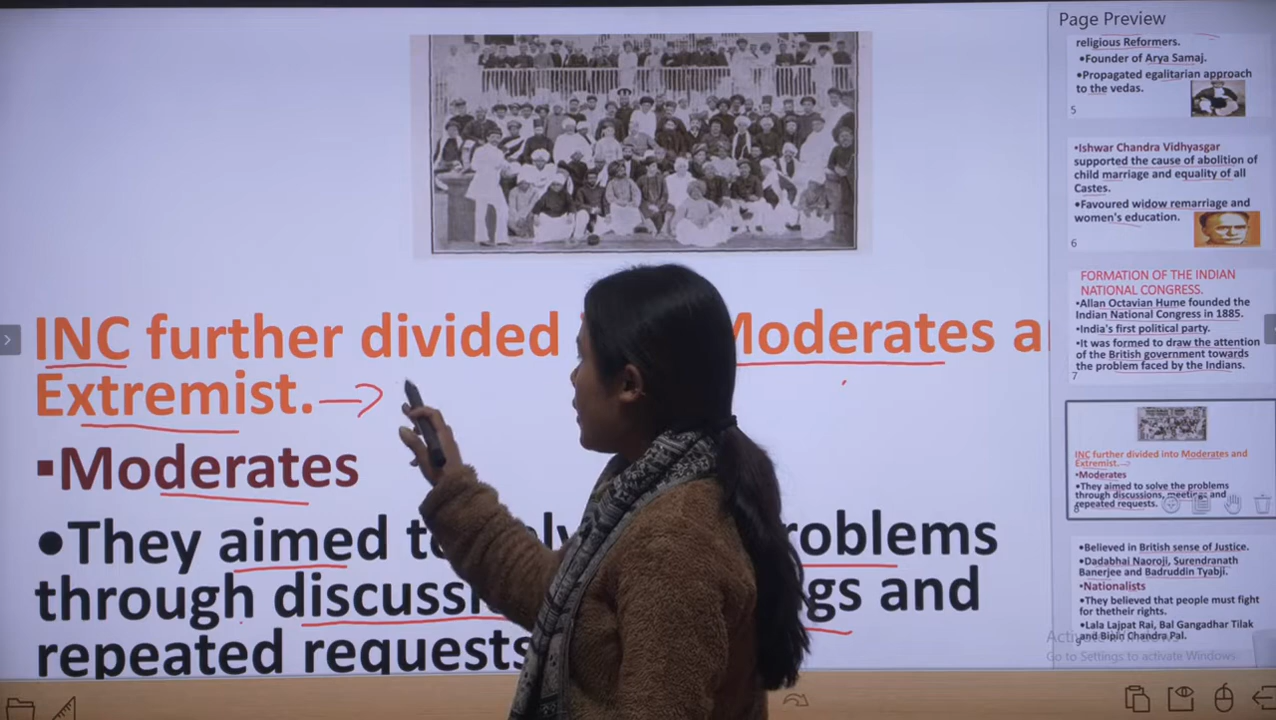 INC further divided Moderates a
Extremist.
▪Moderates
•They aimed roblems
through discuss gs and
repeated requests
Page Preview
religious Reformers.
•Founder of Arya Samaj.
•Propagated egalitarian approach
to the vedas.
5
•Ishwar Chandra Vidhyasgar
supported the cause of abolition of
child marriage and equality of all
Castes.
•Favoured widow remarriage and
women's education.
6
FORMATION OF THE INDIAN
NATIONAL CONGRESS.
•Allan Octavian Hume founded the
Indian National Congress in 1885.
•India's first political party.
•It was formed to draw the attention
of the British government towards
the problem faced by the Indians.
7
INC further divided into Moderates and
Extremist.
•Moderates
•They aimed to solve the problems
through discussions, meetings and
repeated requests.
8
•Believed in British sense of Justice.
•Dadabhai Naoroji, Surendranath
Banerjee and Badruddin Tyabji.
•Nationalists
•They believed that people must fight
for thetheir rights.
•Lala Lajpat Rai, Bal Gangadhar Tilak
and Bipin Chandra Pal.
Go to Settings to activate Windows.